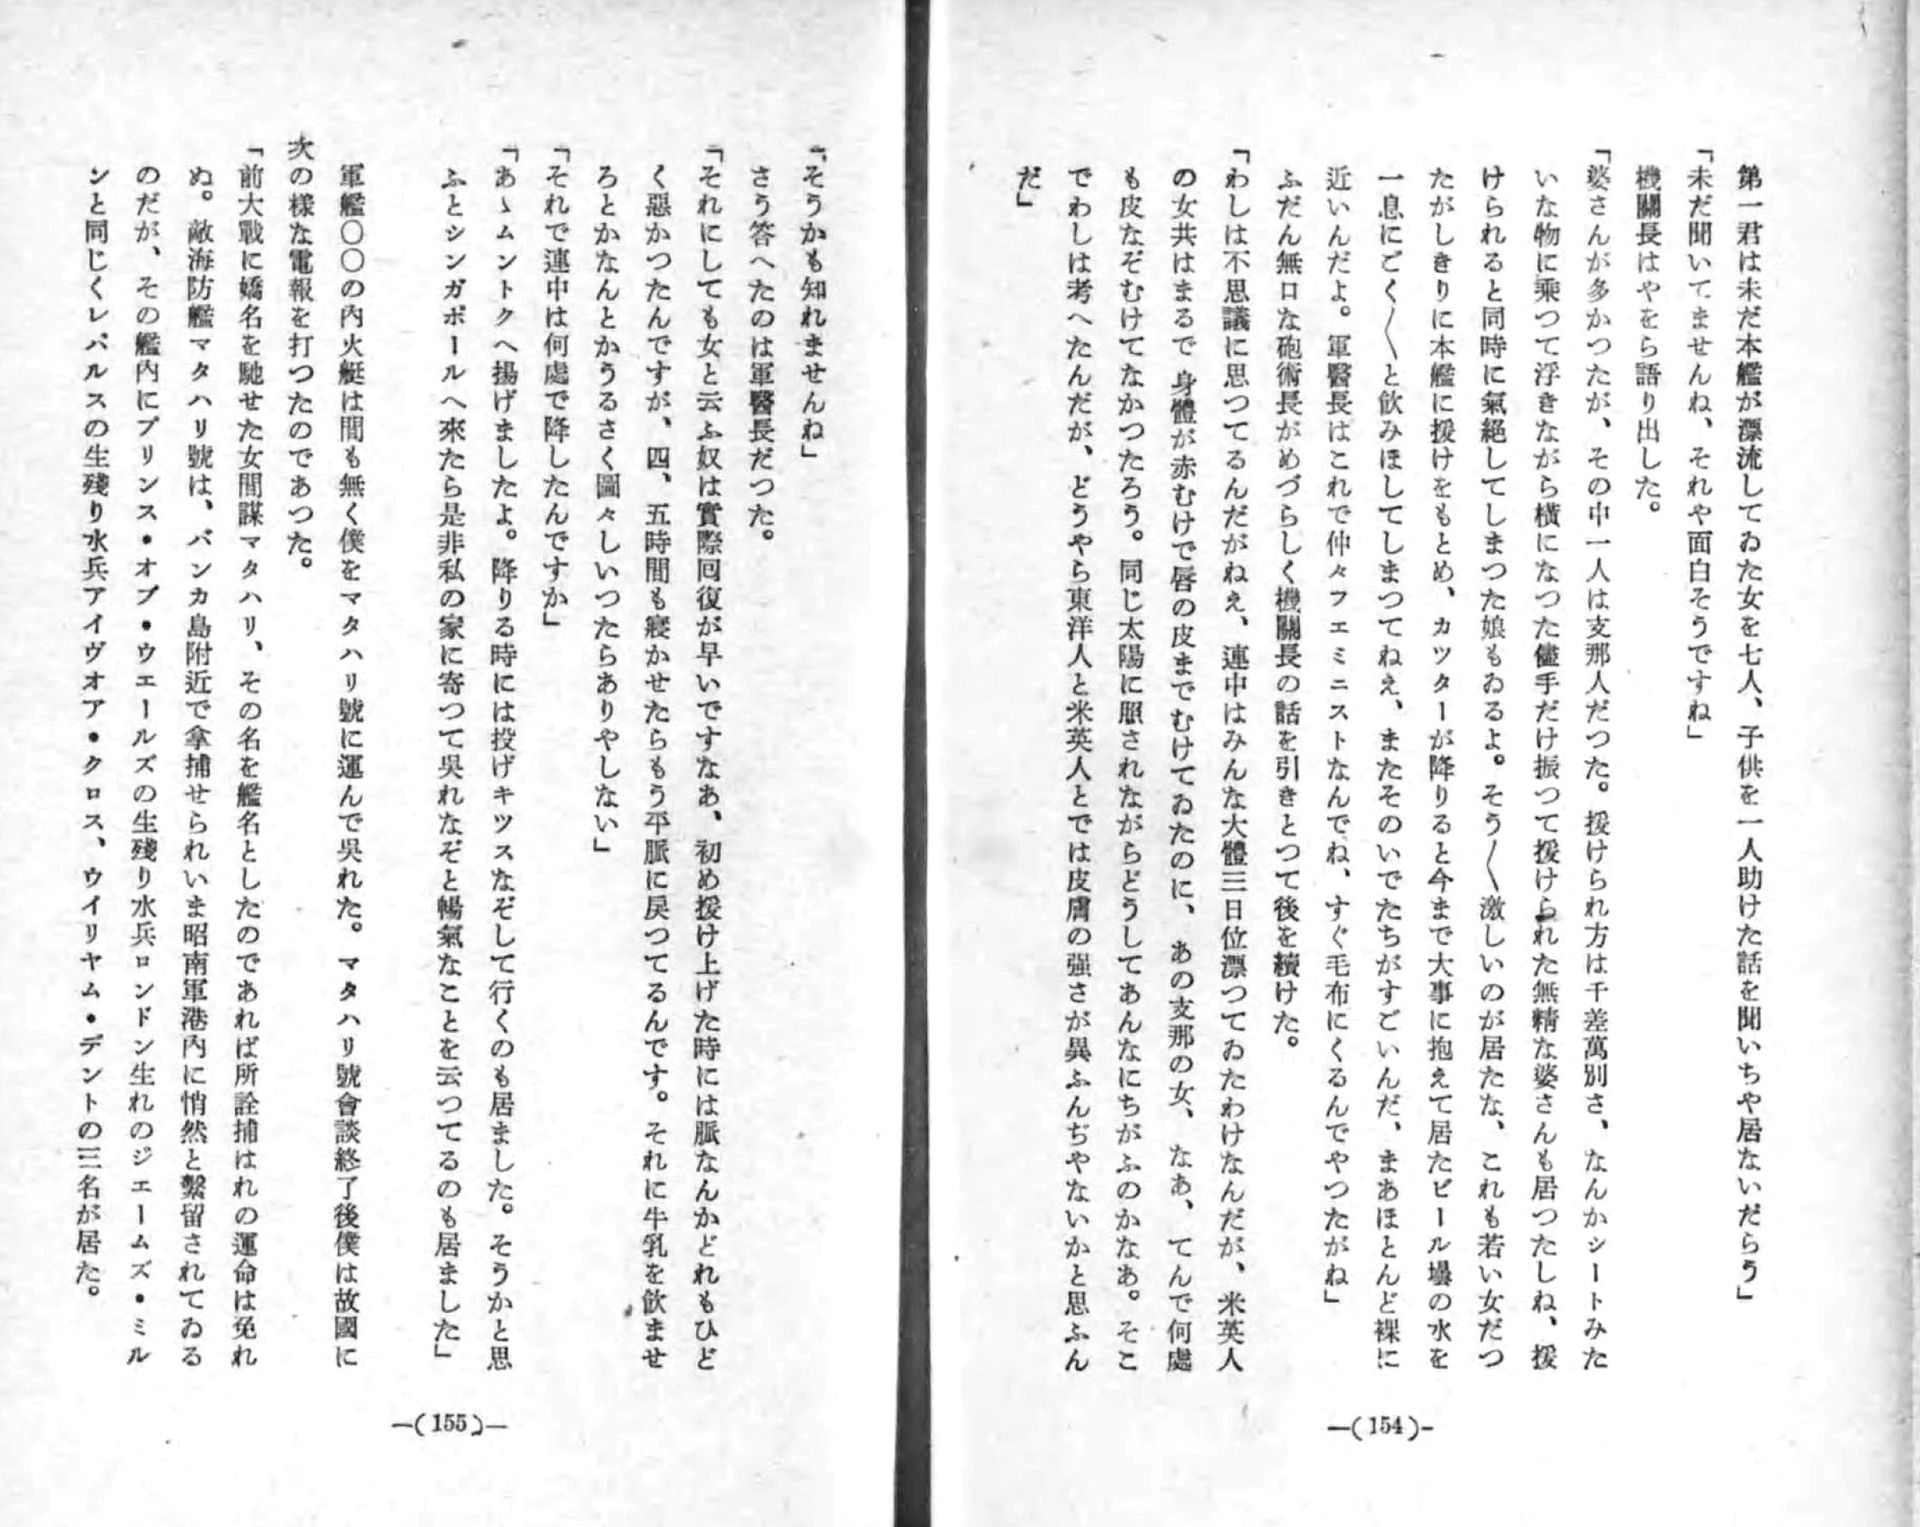 第一君は未だ本艦が漂流してゐた女を七人、子供を一人助けた話を聞いちや居ないだらう」
「未だ聞いてませんね、それや面白そうですね」
機關長はやをら語り出した。
「婆さんが多かつたが、その中一人は支那人だつた。援けられ方は千差萬別さ、なんかシートみた
いな物に乘つて浮きながら横になつた儘手だけ振つて援けられた無精な婆さんも居つたしね、援
けられると同時に氣絶してしまつた娘もゐるよ。そう〱激しいのが居たな、これも若い女だつ
たがしきりに本艦に援けをもとめ、カツターが降りると今まで大事に抱えて居たビール壜の水を
一息にごく〱と飮みほしてしまつてねえ、またそのいでたちがすごいんだ、まあほとんど裸に
近いんだよ。軍醫長はこれで仲々フエミニストなんでね、すぐ毛布にくるんでやつたがね」
ふだん無口な砲術長がめづらしく機關長の話を引きとつて後を續けた。
「わしは不思議に思つてるんだがねぇ、連中はみんな大體三日位漂つてゐたわけなんだが、米英人
の女共はまるで身體が赤むけで唇の皮までむけてゐたのに、あの支那の女、なあ、てんで何處
も皮なぞむけてなかつたろう。同じ太陽に照されながらどうしてあんなにちがふのかなあ。そこ
でわしは考へたんだが、どうやら東洋人と米英人とでは皮膚の强さが異ふんぢやないかと思ふん
だ」
—(154)-
「そうかも知れませんね」
さう答へたのは軍醫長だつた。
「それにしても女と云ふ奴は實際回復が早いですなあ、初め援け上げた時には脈なんかどれもひど
く惡かつたんですが、四、五時間も寢かせたらもう平脈に戻つてるんです。それに牛乳を飮ませ
ろとかなんとかうるさく圖々しいつたらありやしない」
「それで連中は何處で降したんですか」
「あゝムントクへ揚げましたよ。降りる時には投げキツスなぞして行くのも居ました。そうかと思
ふとシンガポールへ來たら是非私の家に寄つて吳れなぞと暢氣なことを云つてるのも居ました」
軍艦〇〇の内火艇は間も無く僕をマタハリ號に運んで吳れた。マタハリ號會談終了後僕は故國に
次の樣な電報を打つたのであつた。
「前大戰に嬌名を馳せた女間諜マタハリ、その名を艦名としたのであれば所詮捕はれの運命は免れ
ぬ。敵海防艦マタハリ號は、バンカ島附近で拿捕せられいま昭南軍港内に悄然と繋留されてゐる
のだが、その艦内にプリンス・オブ・ウエールズの生殘り水兵ロンドン生れのジエームズ・ミル
ンと同じくレパルスの生殘り水兵アイヴオア・クロス、ウイリヤム・デントの三名が居た。
—(155)—